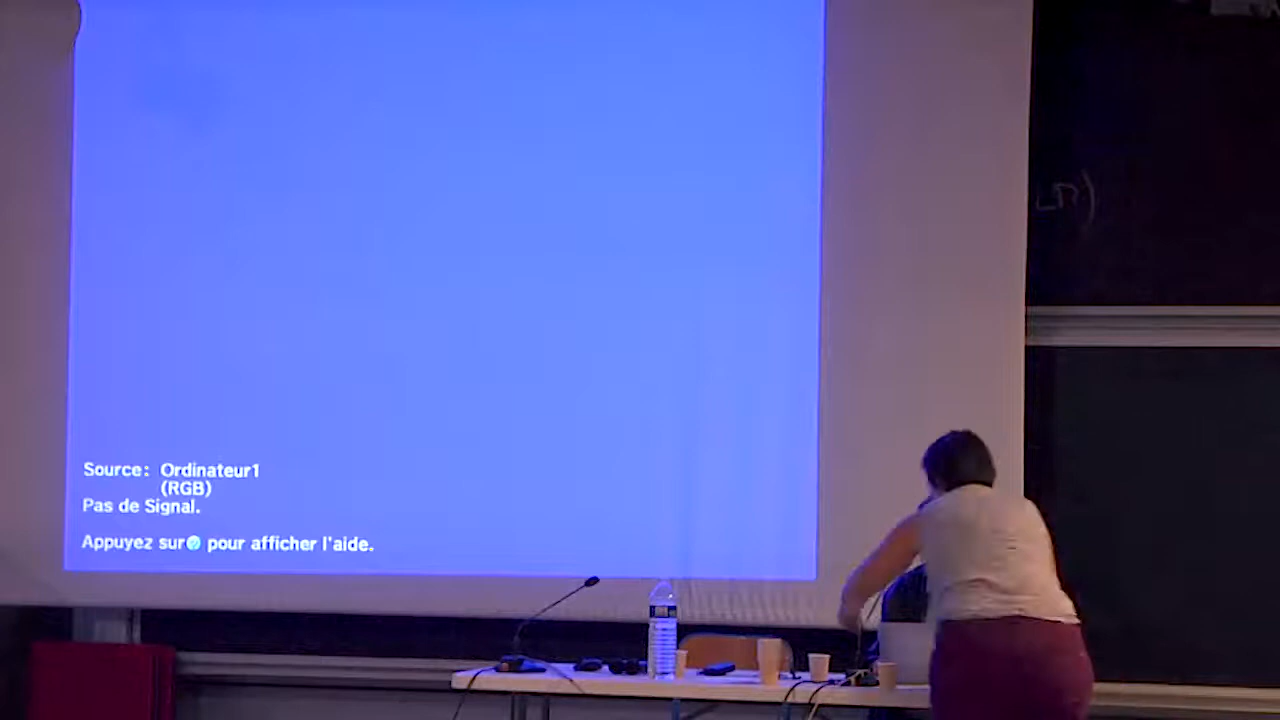 Source: Ordinateur1
(RGB)
Pas de Signal.
Appuyez sur? pour afficher l'aide.